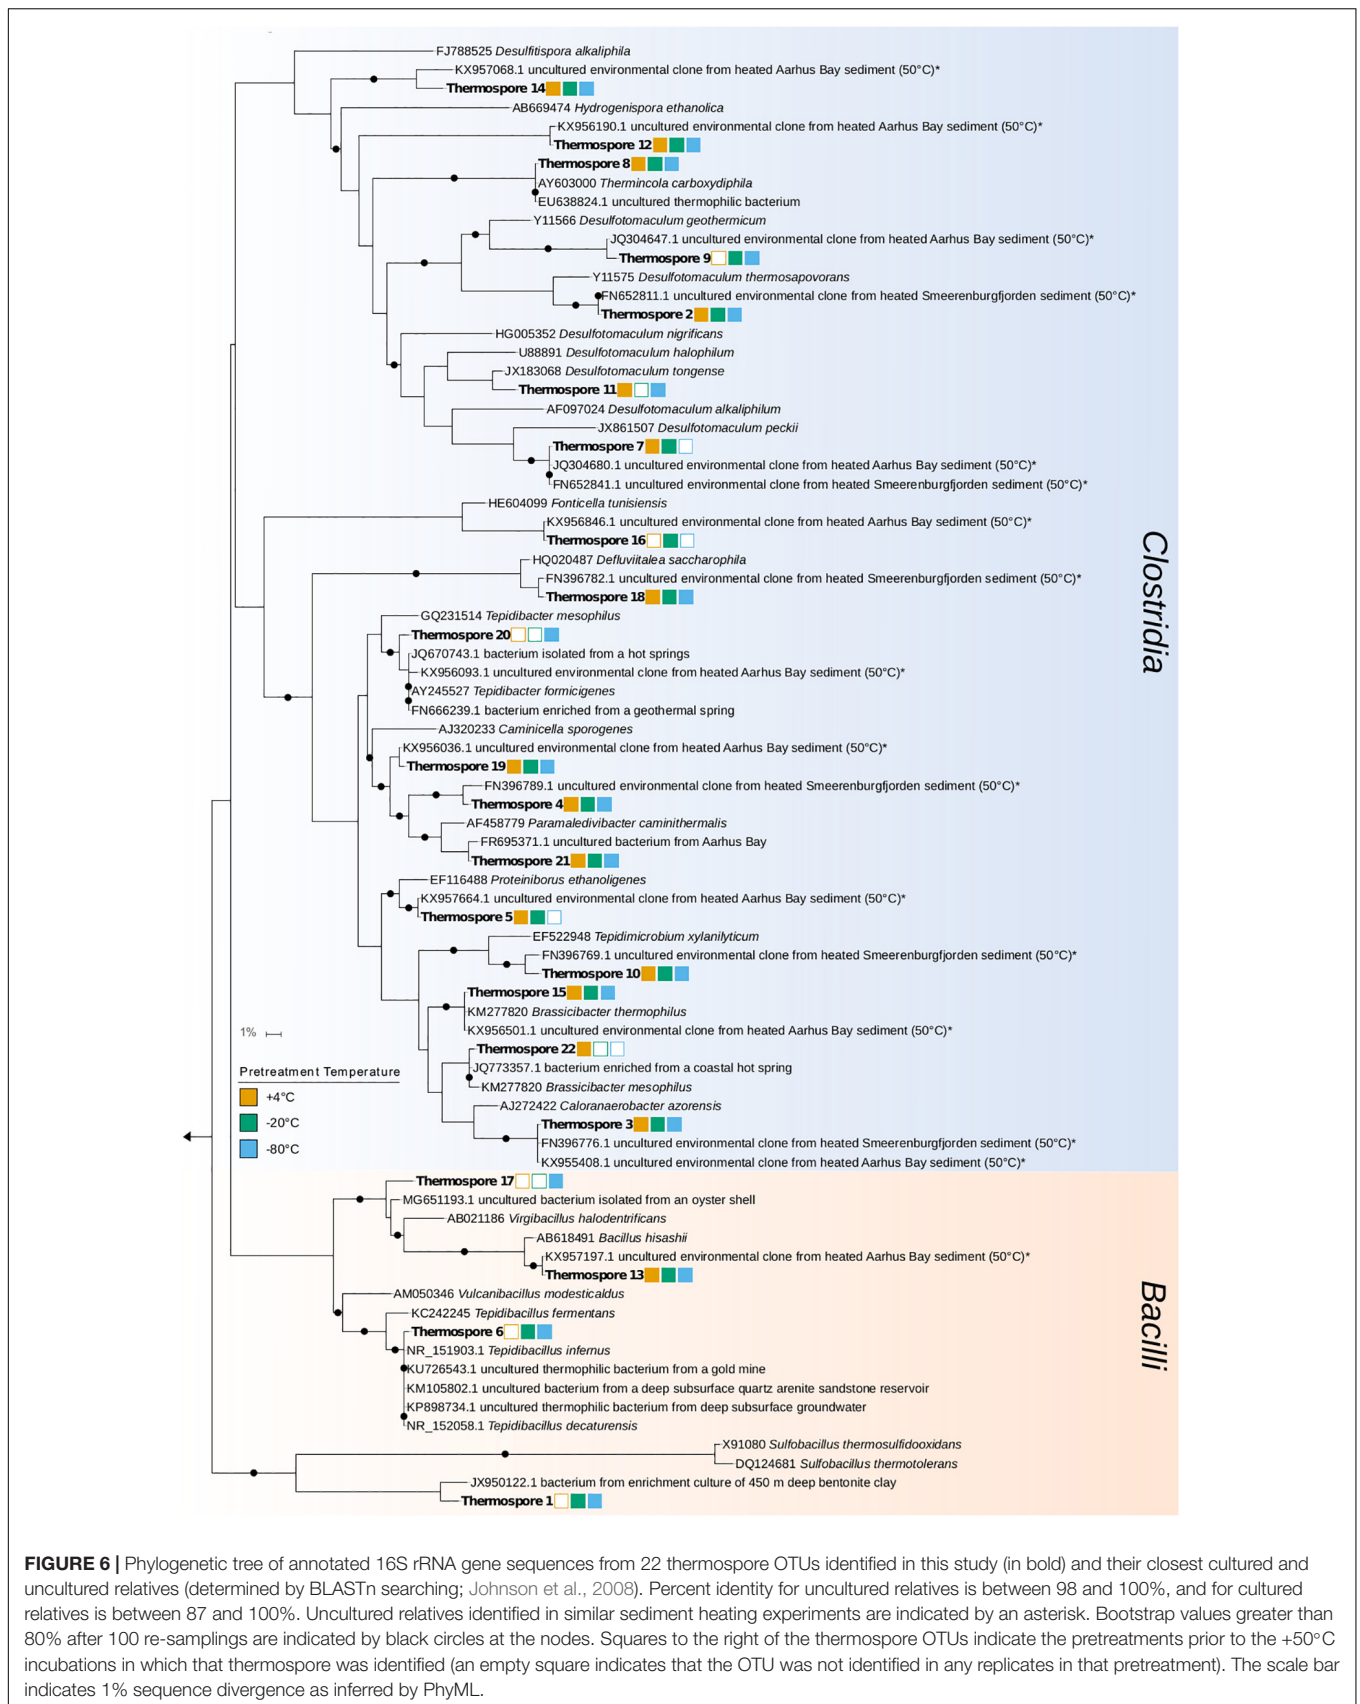 FJ788525 Desulfitispora alkaliphila
KX957068.1 uncultured environmental clone from heated Aarhus Bay sediment (50°C)*
Thermospore 14
AB669474 Hydrogenispora ethanolica
KX956190.1 uncultured environmental clone from heated Aarhus Bay sediment (50°C)*
Thermospore 12
Thermospore 8
AY603000 Thermincola carboxydiphila
EU638824.1 uncultured thermophilic bacterium
Y11566 Desulfotomaculum geothermicum
JQ304647.1 uncultured environmental clone from heated Aarhus Bay sediment (50°C)*
Thermospore 9
Y11575 Desulfotomaculum thermosapovorans
FN652811.1 uncultured environmental clone from heated Smeerenburgfjorden sediment (50°C)*
Thermospore 2
HG005352 Desulfotomaculum nigrificans
U88891 Desulfotomaculum halophilum
JX183068 Desulfotomaculum tongense
Thermospore 11
AF097024 Desulfotomaculum alkaliphilum
JX861507 Desulfotomaculum peckii
Thermospore 7
JQ304680.1 uncultured environmental clone from heated Aarhus Bay sediment (50°C)*
FN652841.1 uncultured environmental clone from heated Smeerenburgfjorden sediment (50°C)*
HE604099 Fonticella tunisiensis
KX956846.1 uncultured environmental clone from heated Aarhus Bay sediment (50°C)*
Thermospore 16
HQ020487 Defluviitalea saccharophila
FN396782.1 uncultured environmental clone from heated Smeerenburgfjorden sediment (50°C)*
Thermospore 18
GQ231514 Tepidibacter mesophilus
Thermospore 20
JQ670743.1 bacterium isolated from a hot springs
KX956093.1 uncultured environmental clone from heated Aarhus Bay sediment (50°C)*
AY245527 Tepidibacter formicigenes
FN666239.1 bacterium enriched from a geothermal spring
AJ320233 Caminicella sporogenes
KX956036.1 uncultured environmental clone from heated Aarhus Bay sediment (50°C)*
Thermospore 19
FN396789.1 uncultured environmental clone from heated Smeerenburgfjorden sediment (50°C)*
Thermospore 4
AF458779 Paramaledivibacter caminithermalis
FR695371.1 uncultured bacterium from Aarhus Bay
Thermospore 21
EF116488 Proteiniborus ethanoligenes
KX957664.1 uncultured environmental clone from heated Aarhus Bay sediment (50°C)*
Thermospore 5
EF522948 Tepidimicrobium xylanilyticum
FN396769.1 uncultured environmental clone from heated Smeerenburgfjorden sediment (50°C)*
Thermospore 10
Thermospore 15
KM277820 Brassicibacter thermophilus
KX956501.1 uncultured environmental clone from heated Aarhus Bay sediment (50°C)*
Thermospore 22
JQ773357.1 bacterium enriched from a coastal hot spring
KM277820 Brassicibacter mesophilus
AJ272422 Caloranaerobacter azorensis
Thermospore 3
FN396776.1 uncultured environmental clone from heated Smeerenburgfjorden sediment (50°C)*
KX955408.1 uncultured environmental clone from heated Aarhus Bay sediment (50°C)*
Clostridia
1%
Pretreatment Temperature
+4°C
-20°C
-80°C
Thermospore 17
MG651193.1 uncultured bacterium isolated from an oyster shell
AB021186 Virgibacillus halodentrificans
AB618491 Bacillus hisashii
KX957197.1 uncultured environmental clone from heated Aarhus Bay sediment (50°C)*
Thermospore 13
AM050346 Vulcanibacillus modesticaldus
KC242245 Tepidibacillus fermentans
Thermospore 6
NR_151903.1 Tepidibacillus infernus
KU726543.1 uncultured thermophilic bacterium from a gold mine
KM105802.1 uncultured bacterium from a deep subsurface quartz arenite sandstone reservoir
KP898734.1 uncultured thermophilic bacterium from deep subsurface groundwater
NR_152058.1 Tepidibacillus decaturensis
X91080 Sulfobacillus thermosulfidooxidans
DQ124681 Sulfobacillus thermotolerans
JX950122.1 bacterium from enrichment culture of 450 m deep bentonite clay
Thermospore 1
Bacilli
FIGURE 6 | Phylogenetic tree of annotated 16S rRNA gene sequences from 22 thermospore OTUs identified in this study (in bold) and their closest cultured and
uncultured relatives (determined by BLASTn searching; Johnson et al., 2008). Percent identity for uncultured relatives is between 98 and 100%, and for cultured
relatives is between 87 and 100%. Uncultured relatives identified in similar sediment heating experiments are indicated by an asterisk. Bootstrap values greater than
80% after 100 re-samplings are indicated by black circles at the nodes. Squares to the right of the thermospore OTUs indicate the pretreatments prior to the +50°C
incubations in which that thermospore was identified (an empty square indicates that the OTU was not identified in any replicates in that pretreatment). The scale bar
indicates 1% sequence divergence as inferred by PhyML.